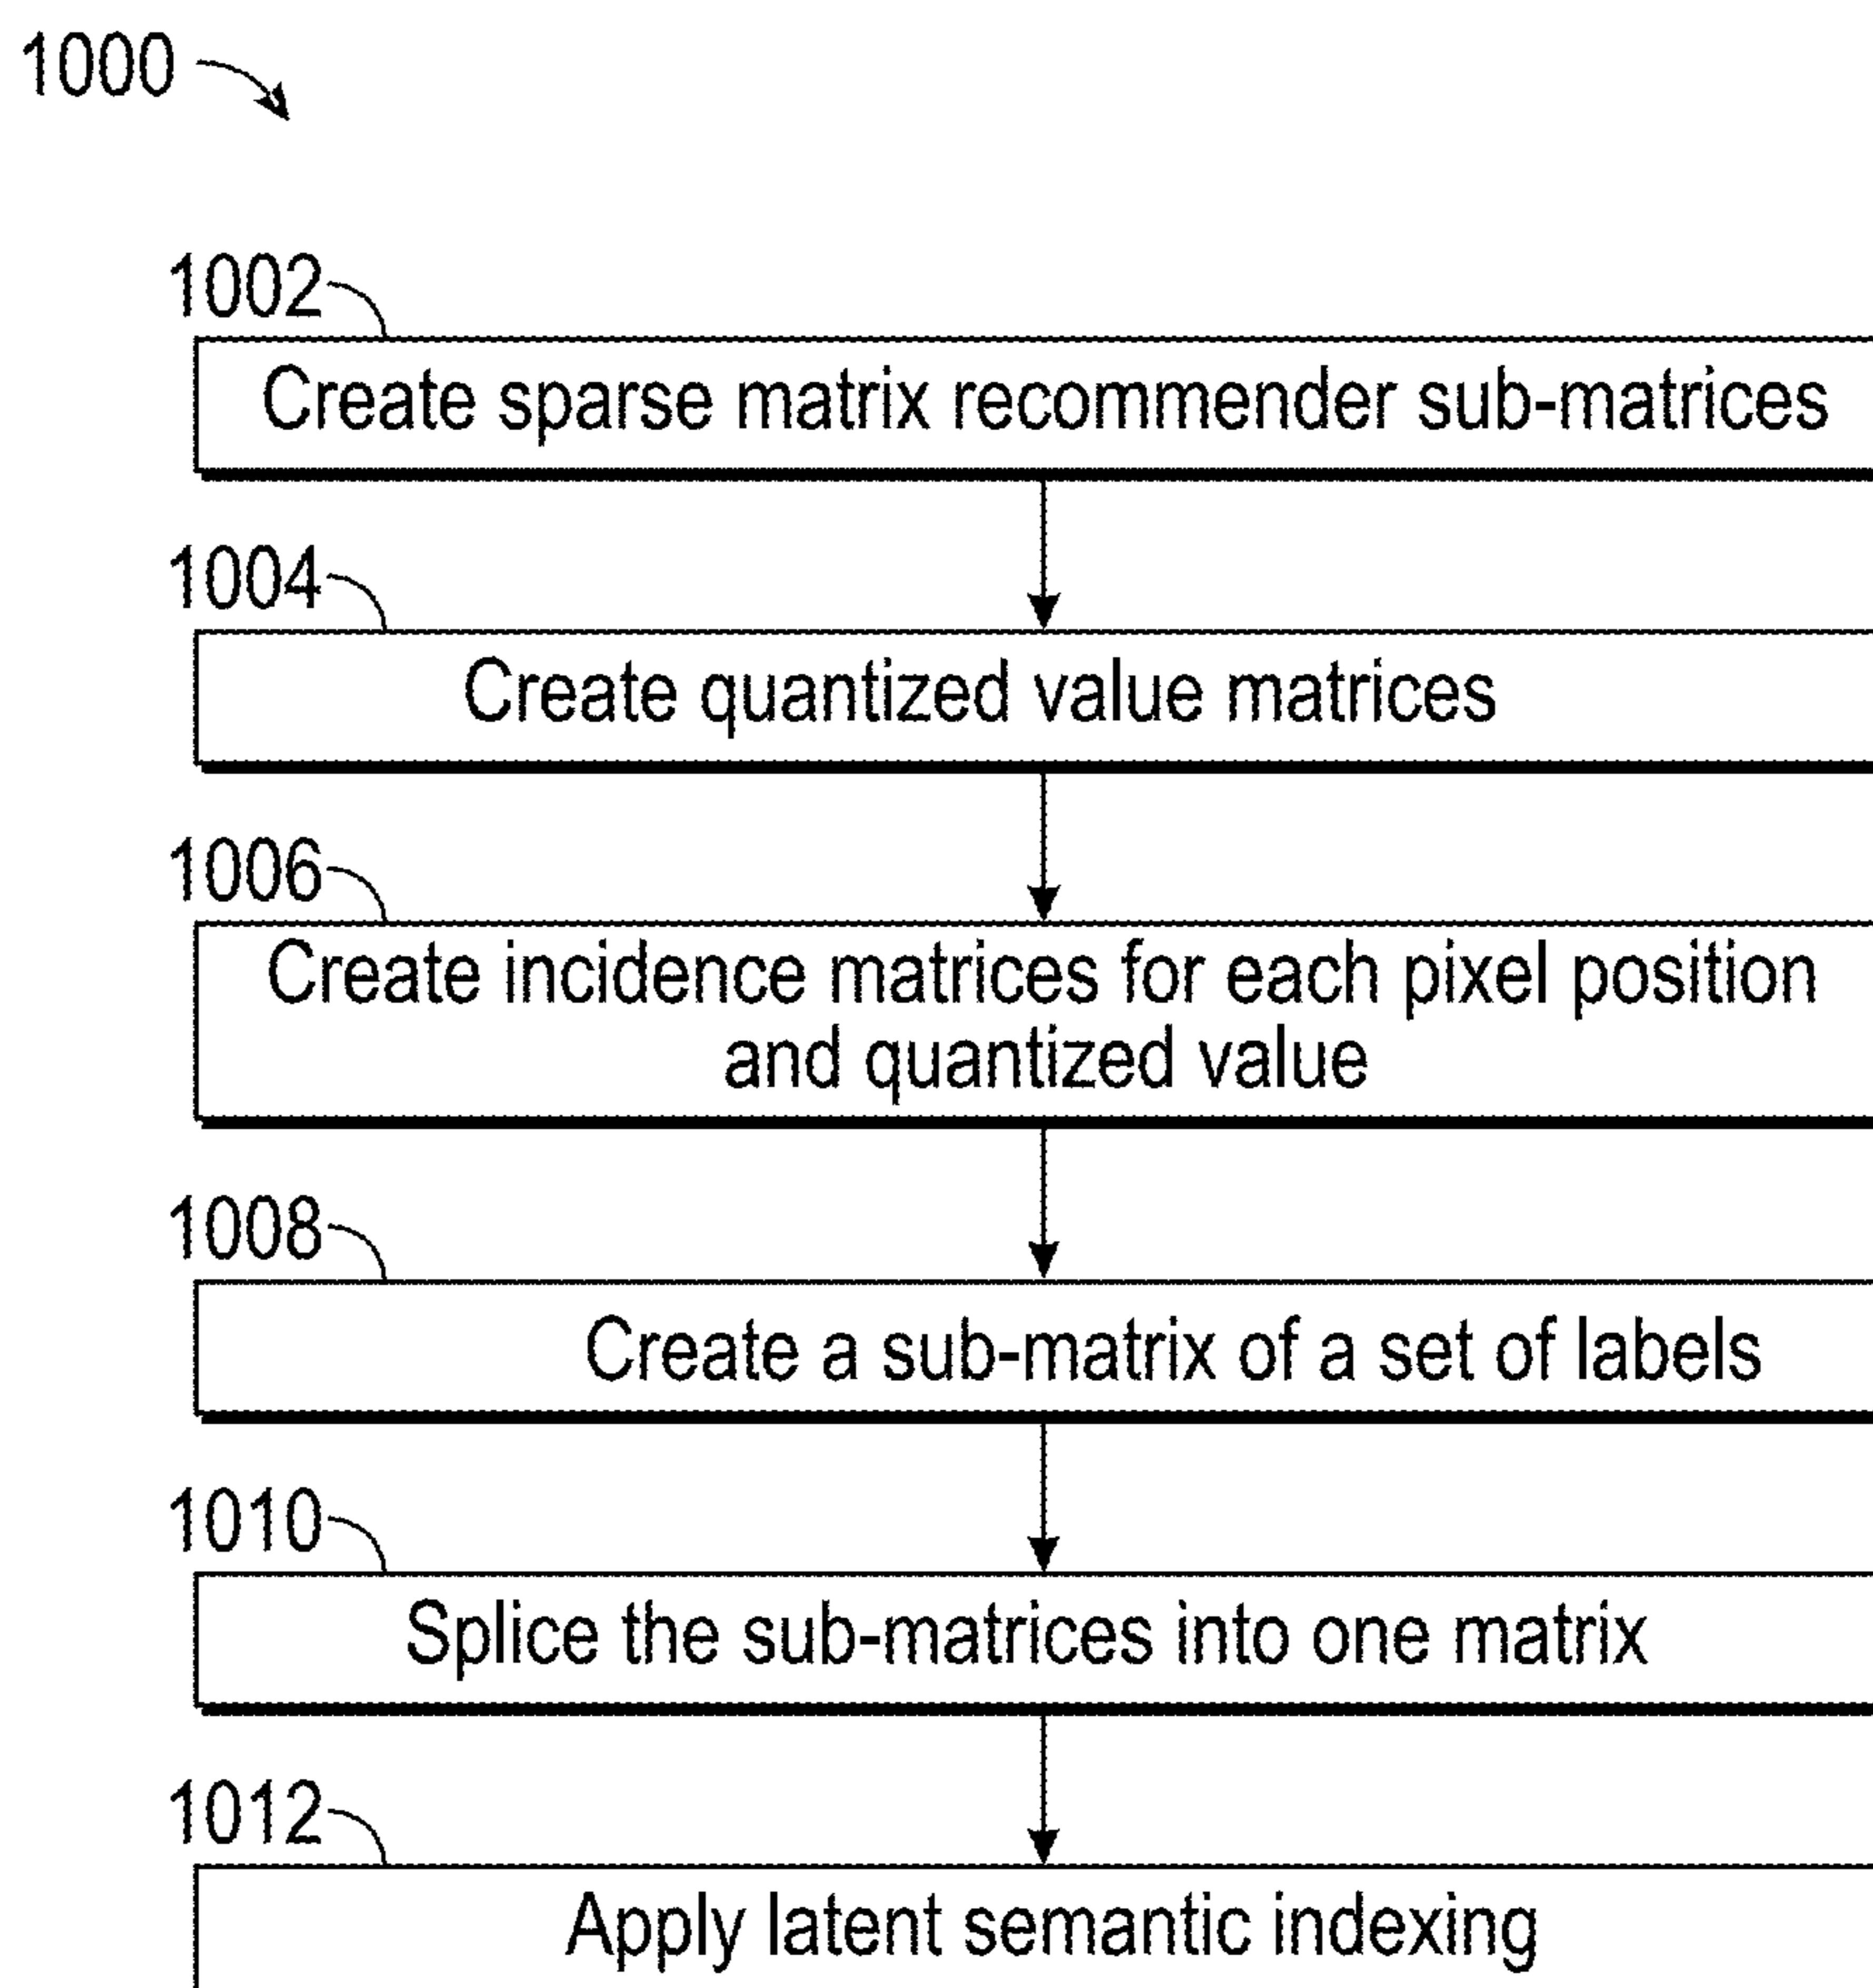 1000
1002
Create sparse matrix recommender sub-matrices
1004
Create quantized value matrices
1006
Create incidence matrices for each pixel position
and quantized value
1008
Create a sub-matrix of a set of labels
1010
Splice the sub-matrices into one matrix
1012
Apply latent semantic indexing